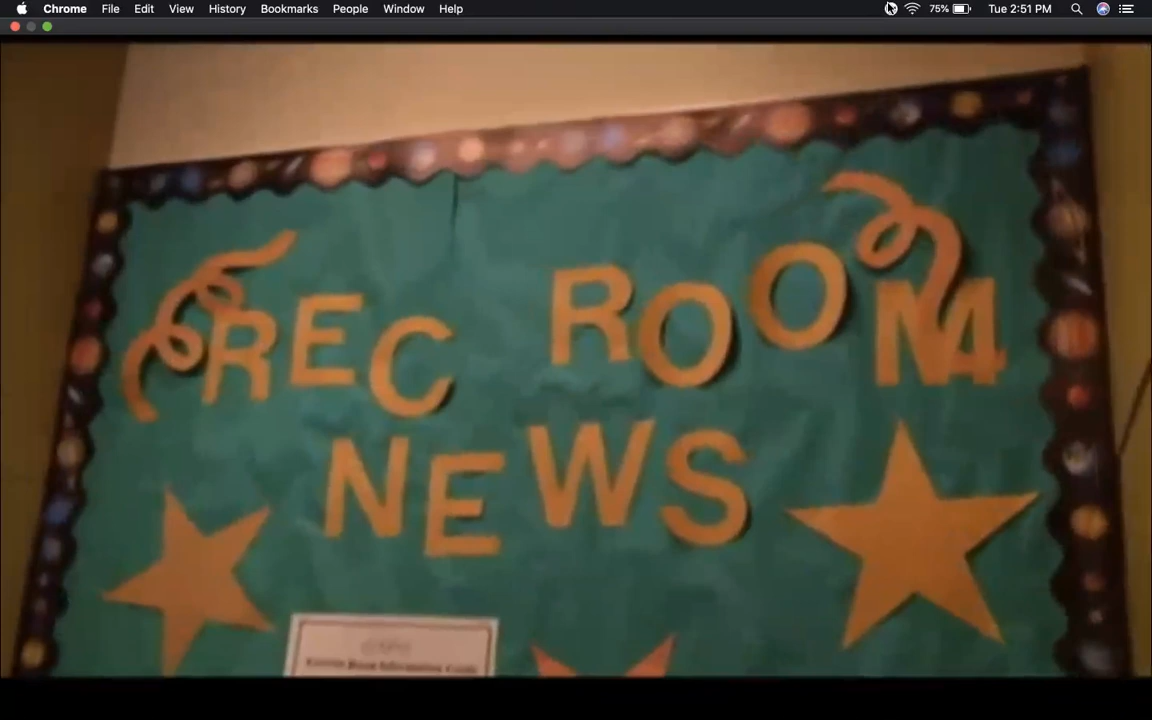 Chrome File Edit View History Bookmarks People Window Help 75% Tue 2:51 PM
REC ROOM
NEWS